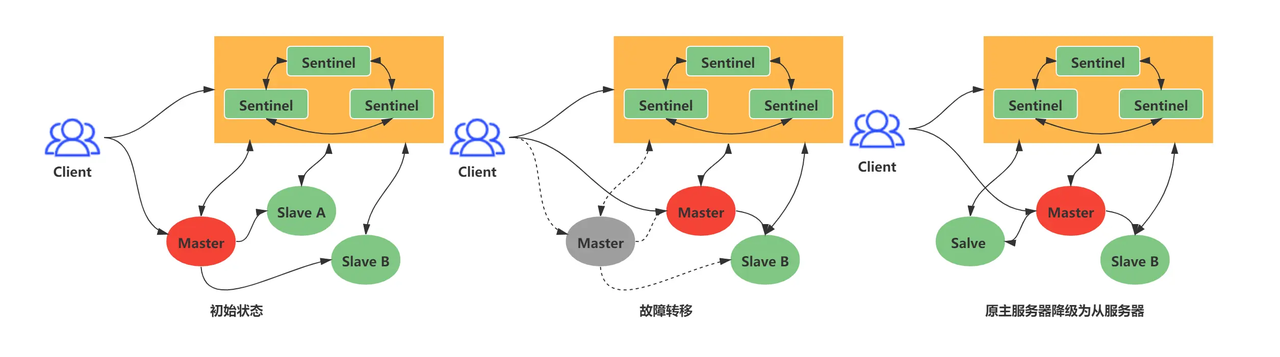 Sentinel
Sentinel
Sentinel
Client
Slave A
Master
Slave B
初始状态
Sentinel
Sentinel
Sentinel
Client
Master
Master
Slave B
故障转移
Sentinel
Sentinel
Sentinel
Client
Master
Salve
Slave B
原主服务器降级为从服务器